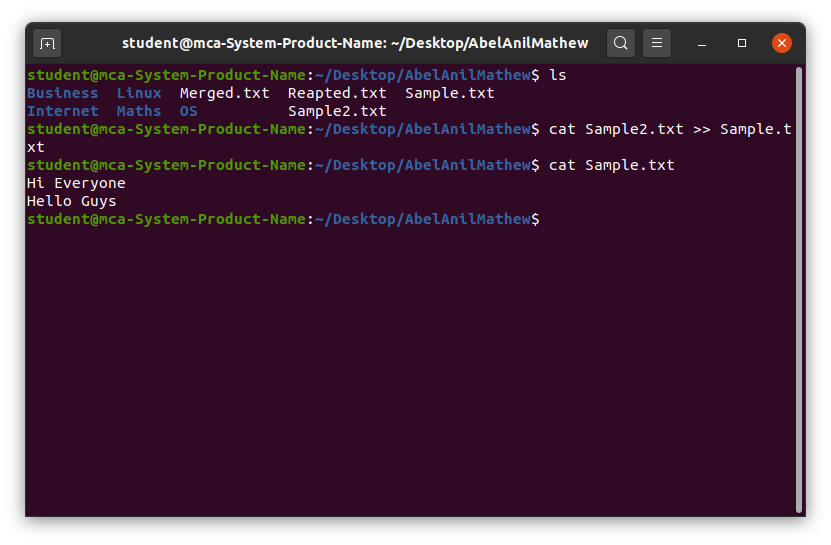 student@mca-System-Product-Name: ~/Desktop/AbelAnilMathew
student@mca-System-Product-Name:~/Desktop/AbelAnilMathew$ ls
Business  Linux  Merged.txt  Reapted.txt  Sample.txt
Internet  Maths  OS          Sample2.txt
student@mca-System-Product-Name:~/Desktop/AbelAnilMathew$ cat Sample2.txt >> Sample.t
xt
student@mca-System-Product-Name:~/Desktop/AbelAnilMathew$ cat Sample.txt
Hi Everyone
Hello Guys
student@mca-System-Product-Name:~/Desktop/AbelAnilMathew$